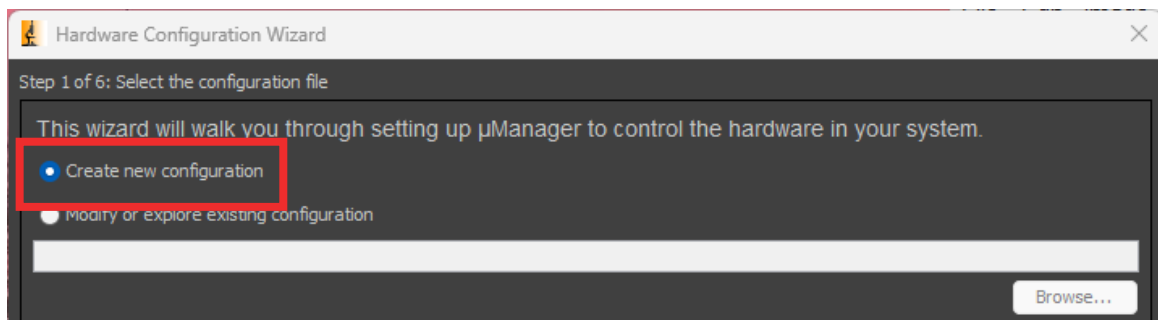 Hardware Configuration Wizard
Step 1 of 6: Select the configuration file
This wizard will walk you through setting up µManager to control the hardware in your system.
Create new configuration
Modify or explore existing configuration
Browse...